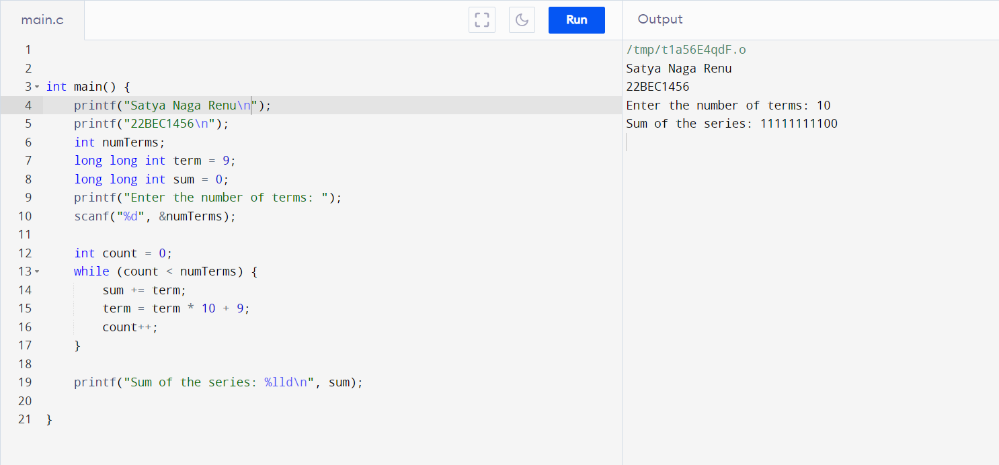 main.c
Run
Output
1
2
3 int main() {
4     printf("Satya Naga Renu\n");
5     printf("22BEC1456\n");
6     int numTerms;
7     long long int term = 9;
8     long long int sum = 0;
9     printf("Enter the number of terms: ");
10     scanf("%d", &numTerms);
11
12     int count = 0;
13     while (count < numTerms) {
14         sum += term;
15         term = term * 10 + 9;
16         count++;
17     }
18
19     printf("Sum of the series: %lld\n", sum);
20
21 }
/tmp/t1a56E4qdF.o
Satya Naga Renu
22BEC1456
Enter the number of terms: 10
Sum of the series: 11111111100